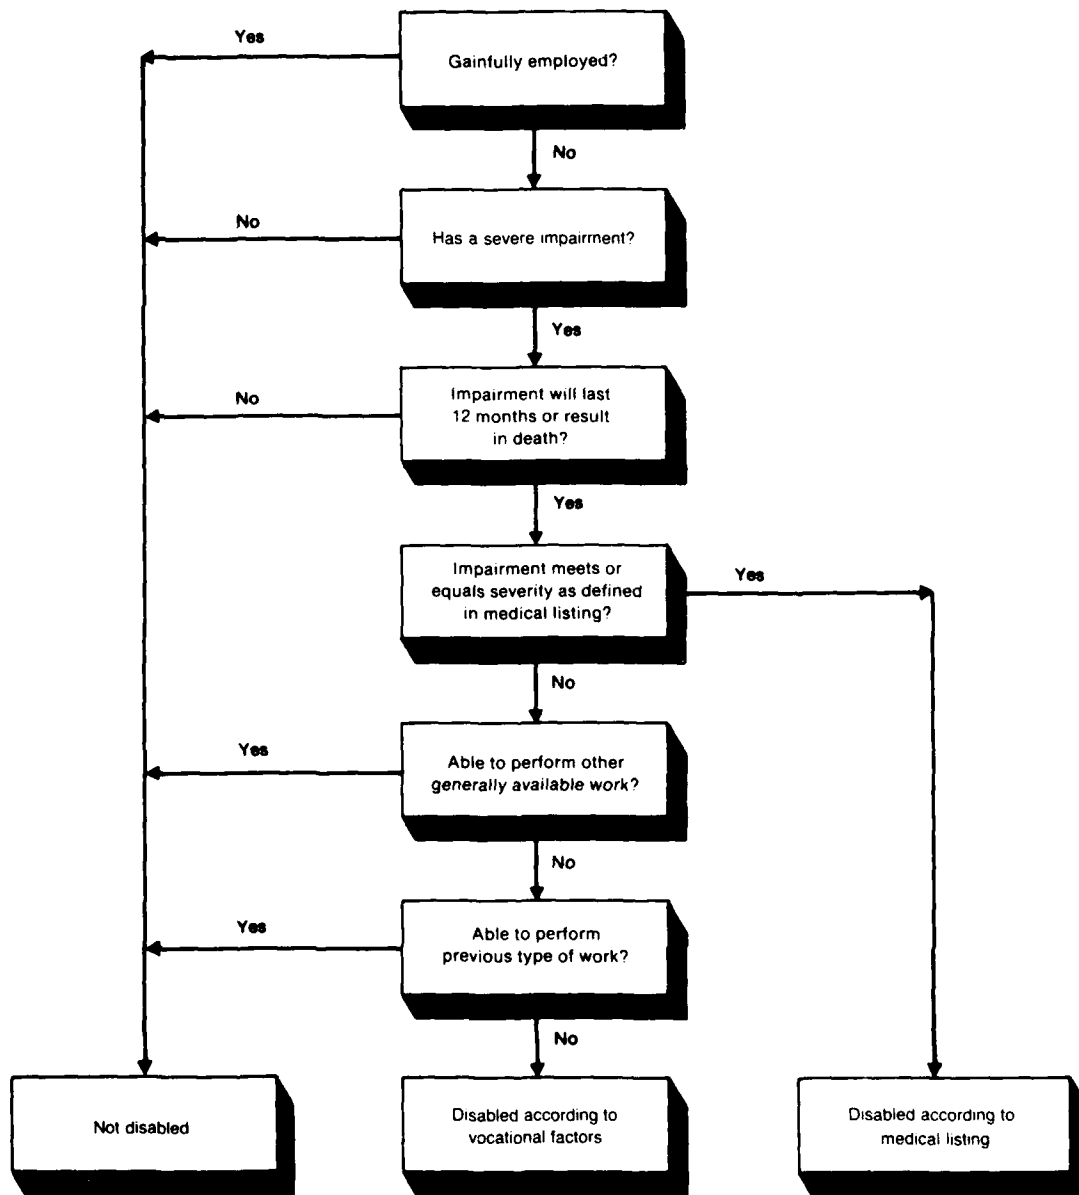 Yes
Gainfully employed?
No
No
Has a severe impairment?
Yes
No
Impairment will last
12 months or result
in death?
Yes
Impairment meets or
equals severity as defined
in medical listing?
Yes
No
Yes
Able to perform other
generally available work?
No
Yes
Able to perform
previous type of work?
No
Not disabled
Disabled according to
vocational factors
Disabled according to
medical listing